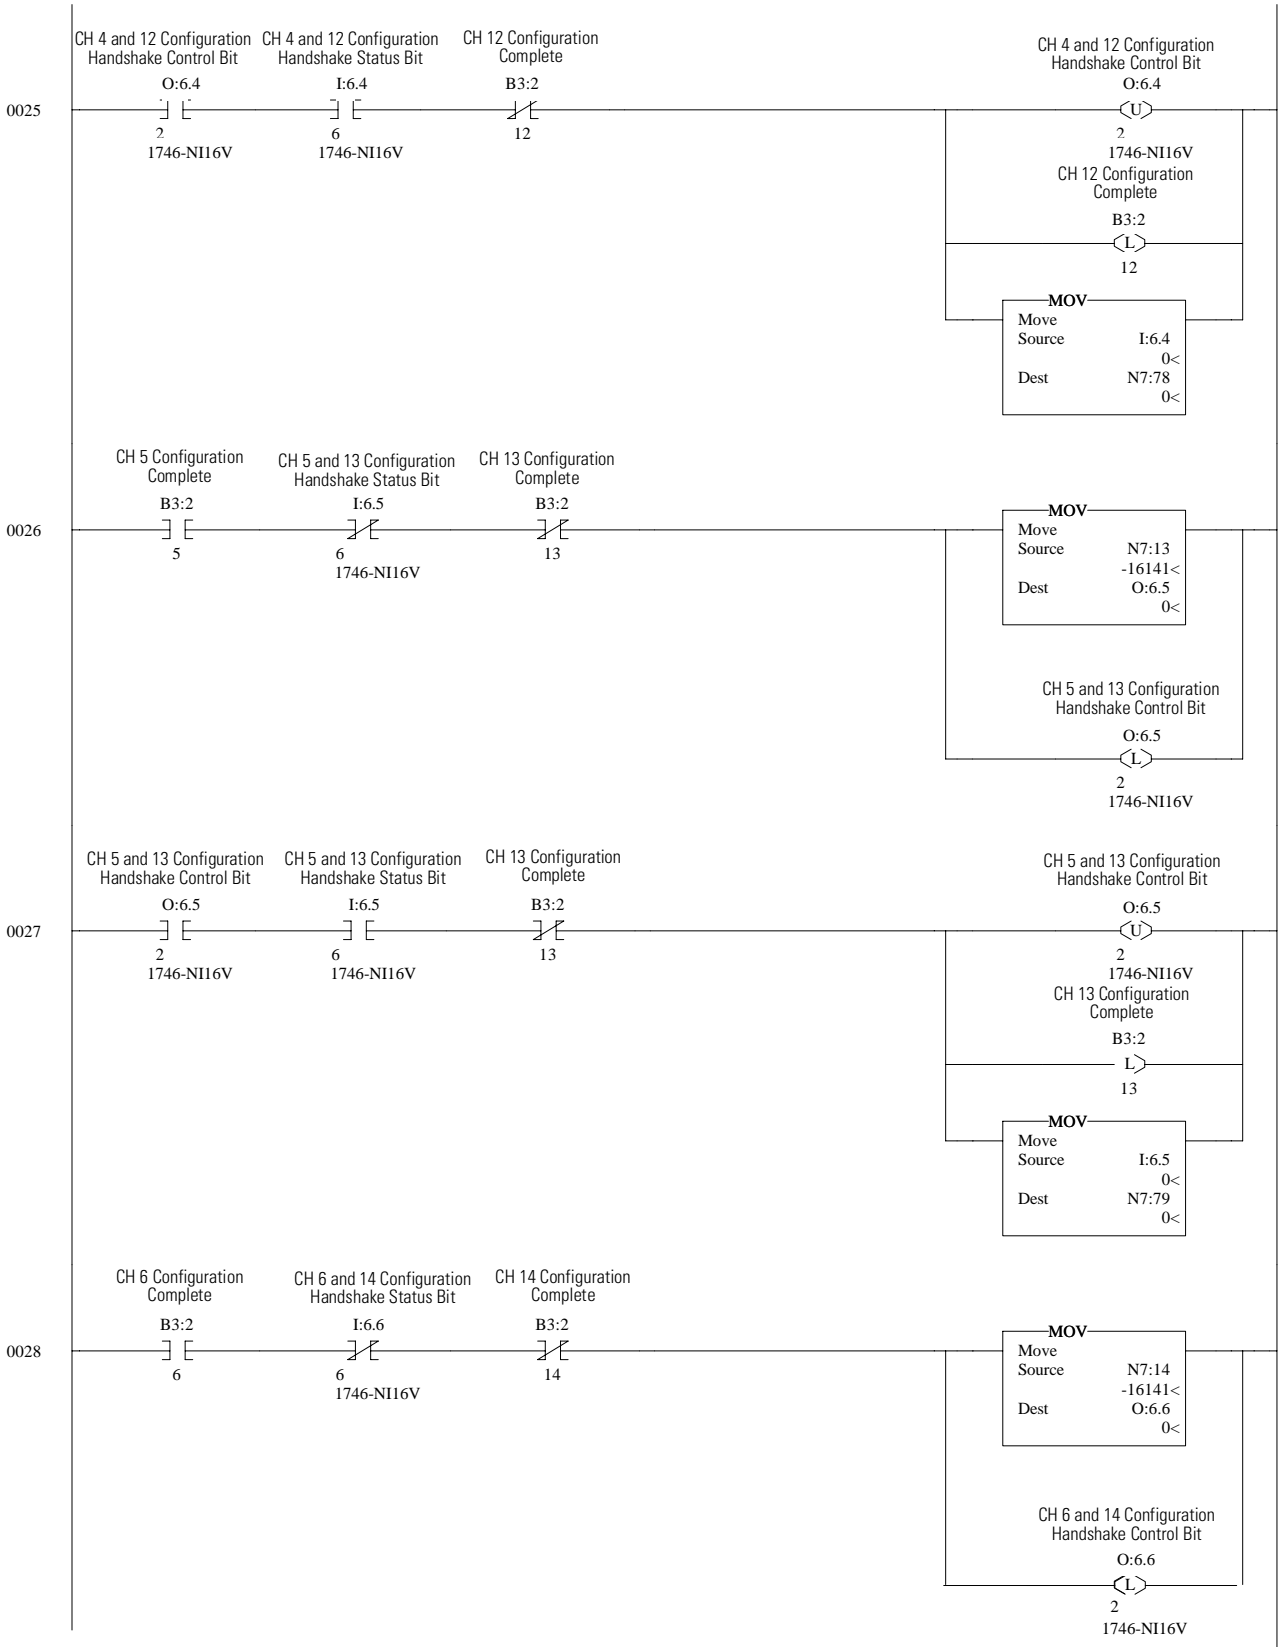 CH 4 and 12 Configuration
Handshake Control Bit
O:6.4
2
1746-NI16V
CH 4 and 12 Configuration
Handshake Status Bit
I:6.4
6
1746-NI16V
CH 12 Configuration
Complete
B3:2
12
CH 4 and 12 Configuration
Handshake Control Bit
O:6.4
0025
U
2
1746-NI16V
CH 12 Configuration
Complete
B3:2
L
12
MOV
Move
Source I:6.4
0<
Dest N7:78
0<
CH 5 Configuration
Complete
B3:2
5
CH 5 and 13 Configuration
Handshake Status Bit
I:6.5
6
1746-NI16V
CH 13 Configuration
Complete
B3:2
13
0026
MOV
Move
Source N7:13
-16141<
Dest O:6.5
0<
CH 5 and 13 Configuration
Handshake Control Bit
O:6.5
L
2
1746-NI16V
CH 5 and 13 Configuration
Handshake Control Bit
O:6.5
2
1746-NI16V
CH 5 and 13 Configuration
Handshake Status Bit
I:6.5
6
1746-NI16V
CH 13 Configuration
Complete
B3:2
13
CH 5 and 13 Configuration
Handshake Control Bit
O:6.5
0027
U
2
1746-NI16V
CH 13 Configuration
Complete
B3:2
L
13
MOV
Move
Source I:6.5
0<
Dest N7:79
0<
CH 6 Configuration
Complete
B3:2
6
CH 6 and 14 Configuration
Handshake Status Bit
I:6.6
6
1746-NI16V
CH 14 Configuration
Complete
B3:2
14
0028
MOV
Move
Source N7:14
-16141<
Dest O:6.6
0<
CH 6 and 14 Configuration
Handshake Control Bit
O:6.6
L
2
1746-NI16V